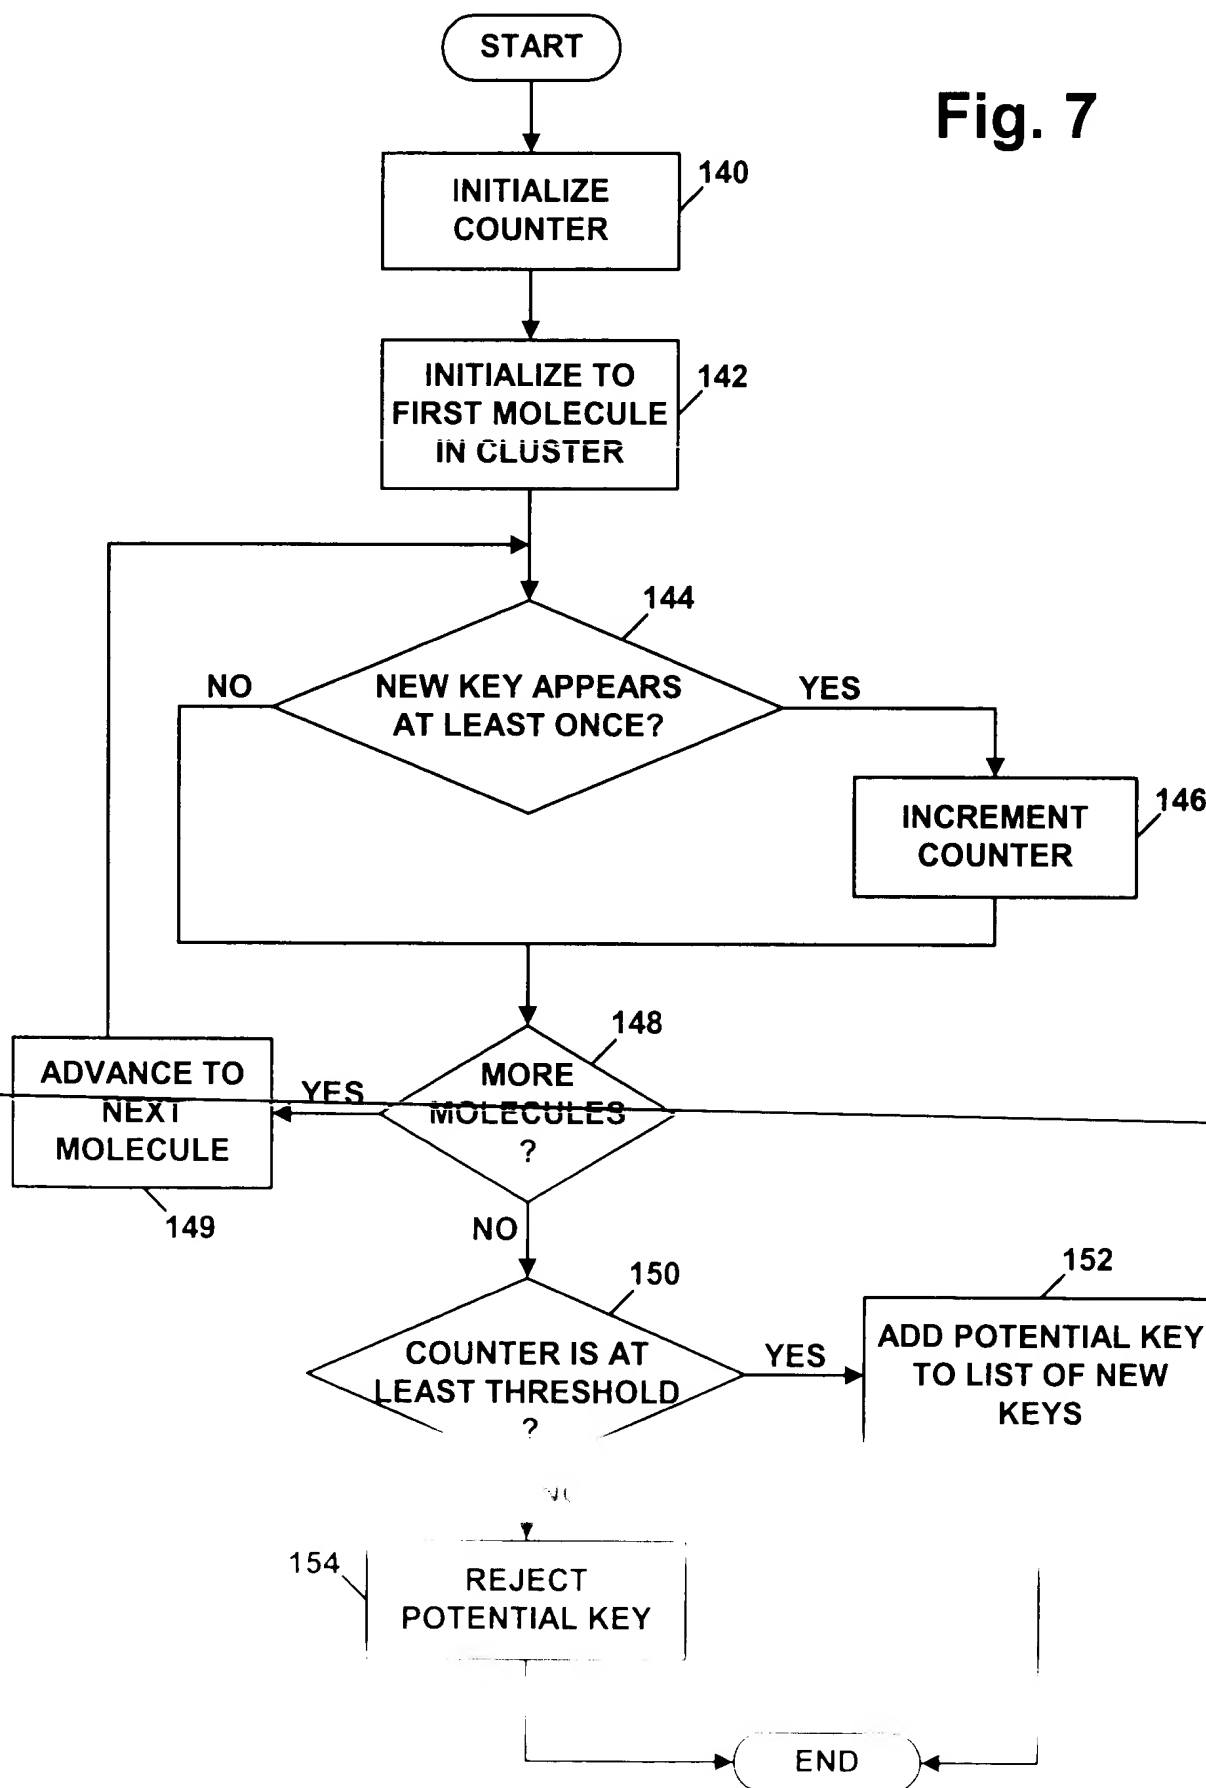 START
Fig. 7
INITIALIZE
COUNTER
140
INITIALIZE TO
FIRST MOLECULE
IN CLUSTER
142
144
NEW KEY APPEARS
AT LEAST ONCE?
NO
YES
INCREMENT
COUNTER
146
148
MORE
MOLECULES
?
YES
ADVANCE TO
NEXT
MOLECULE
149
NO
150
COUNTER IS AT
LEAST THRESHOLD
?
YES
152
ADD POTENTIAL KEY
TO LIST OF NEW
KEYS
154
REJECT
POTENTIAL KEY
END